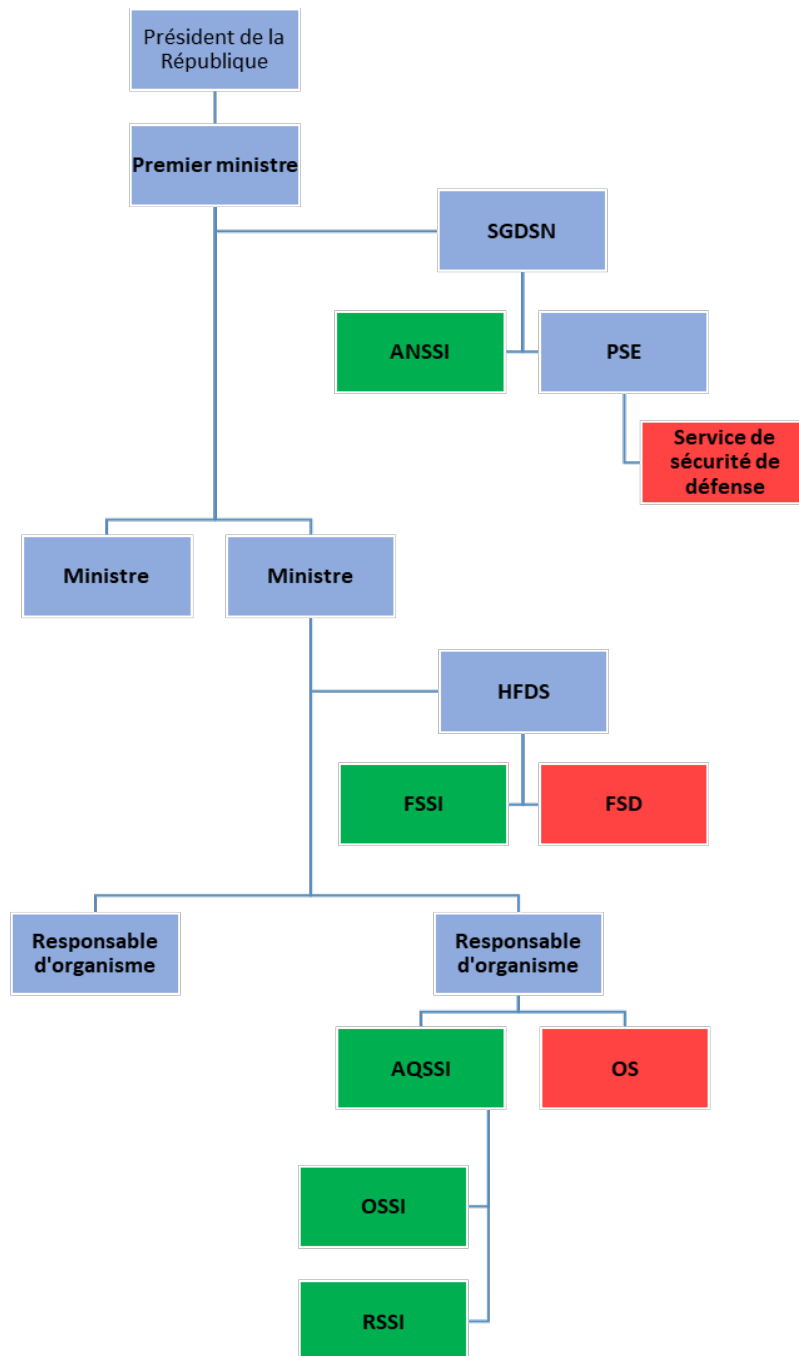 Président de la
République
Premier ministre
SGDSN
ANSSI
PSE
Service de
sécurité de
défense
Ministre
Ministre
HFDS
FSSI
FSD
Responsable
d'organisme
Responsable
d'organisme
AQSSI
OS
OSSI
RSSI